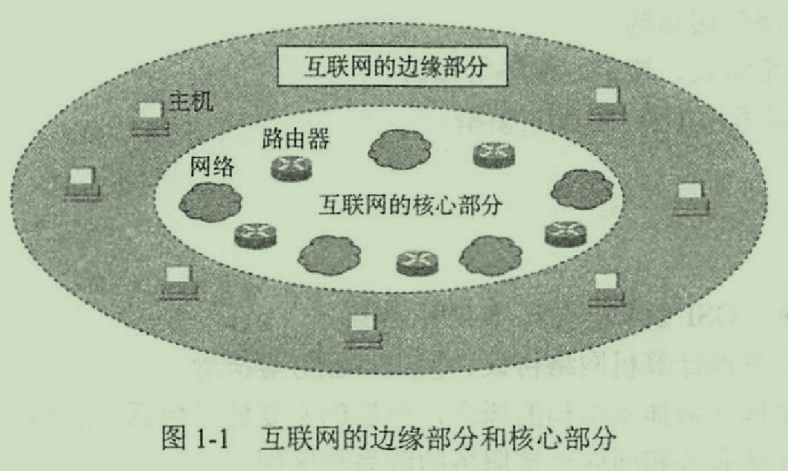 互联网的边缘部分
主机
路由器
网络
互联网的核心部分
图 1-1 互联网的边缘部分和核心部分